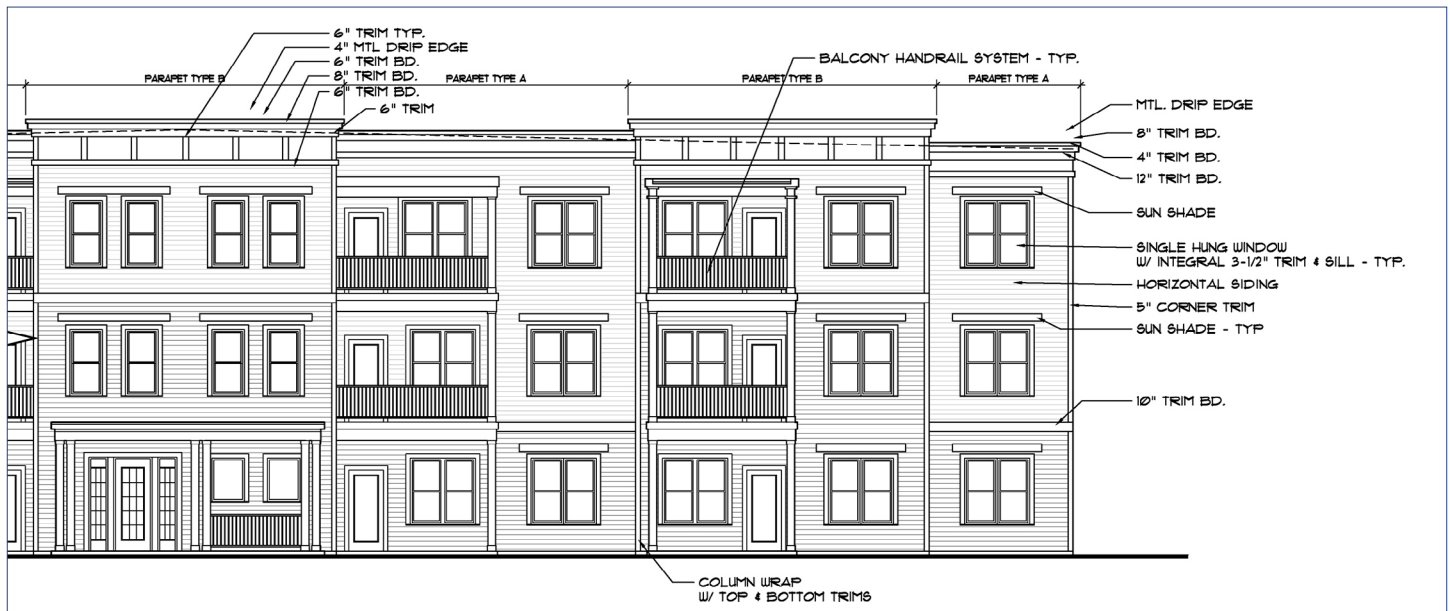 6" TRIM TYP.
4" MTL DRIP EDGE
6" TRIM BD.
8" TRIM BD.
6" TRIM BD.
6" TRIM
PARAPET TYPE B
PARAPET TYPE A
PARAPET TYPE B
PARAPET TYPE A
BALCONY HANDRAIL SYSTEM - TYP.
MTL. DRIP EDGE
8" TRIM BD.
4" TRIM BD.
12" TRIM BD.
SUN SHADE
SINGLE HUNG WINDOW
W/ INTEGRAL 3-1/2" TRIM & SILL - TYP.
HORIZONTAL SIDING
5" CORNER TRIM
SUN SHADE - TYP
10" TRIM BD.
COLUMN WRAP
W/ TOP & BOTTOM TRIMS